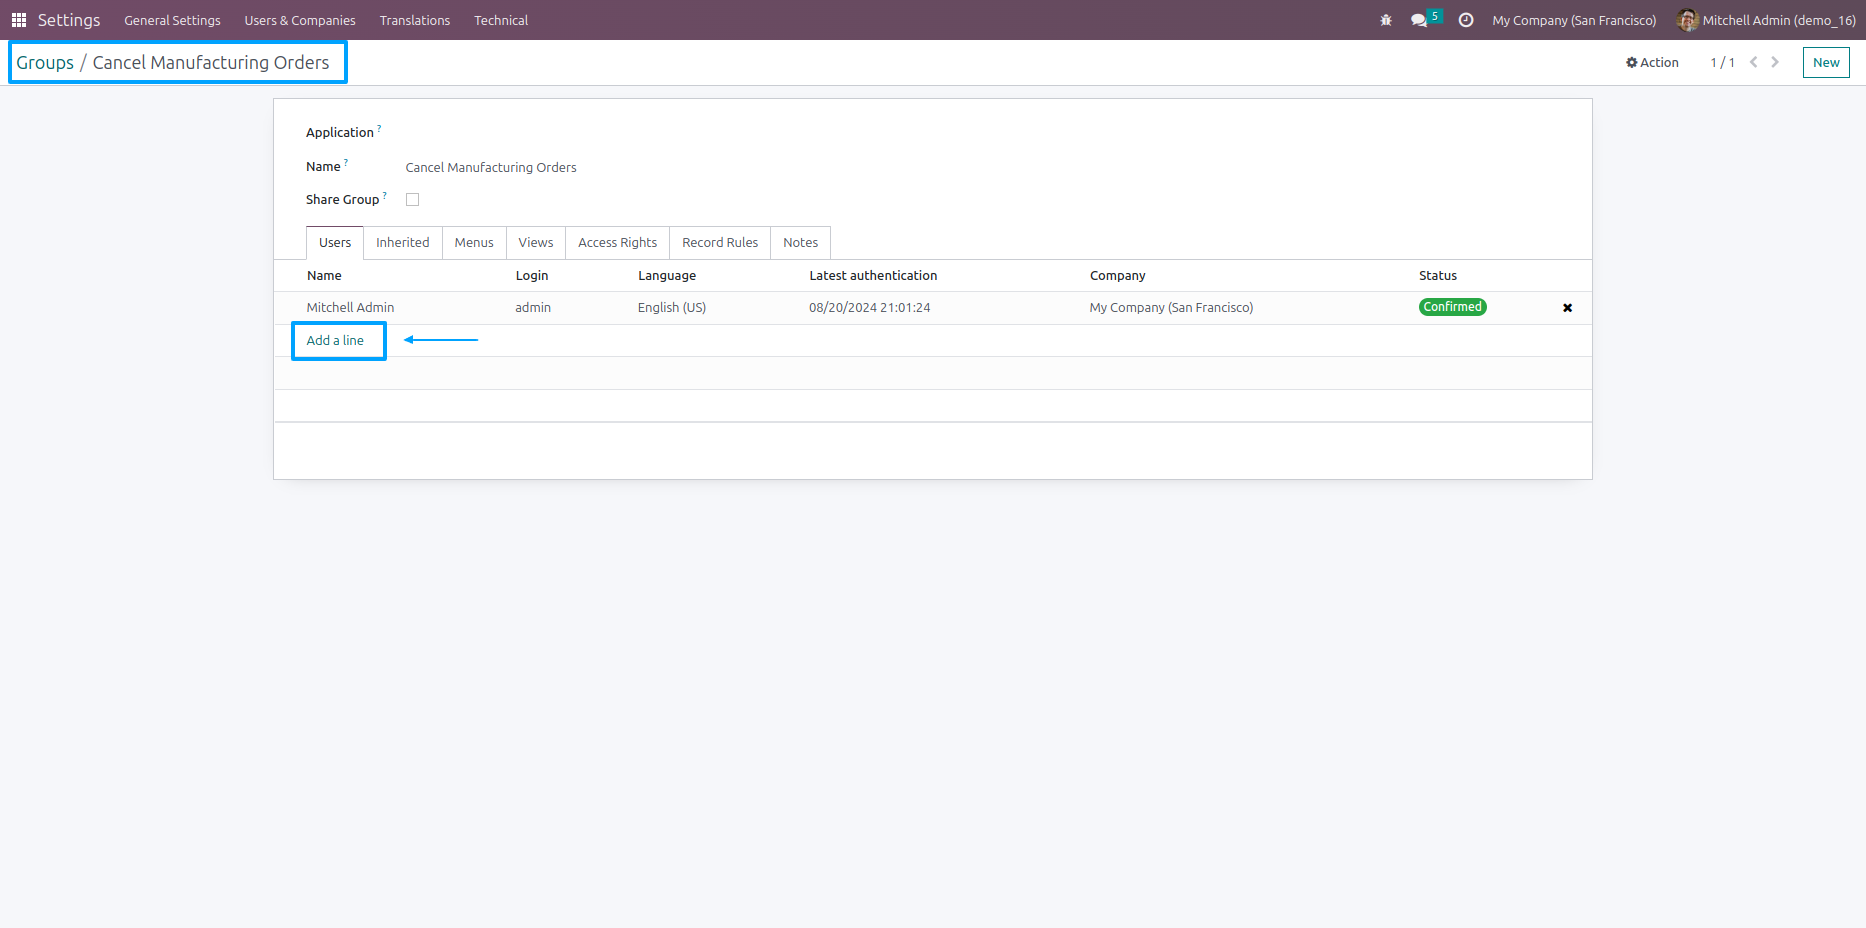 Settings General Settings Users & Companies Translations Technical 5 My Company (San Francisco) Mitchell Admin (demo_16)
Groups / Cancel Manufacturing Orders Action 1 / 1 New
Application ?
Name ? Cancel Manufacturing Orders
Share Group ?
Users Inherited Menus Views Access Rights Record Rules Notes
Name Login Language Latest authentication Company Status
Mitchell Admin admin English (US) 08/20/2024 21:01:24 My Company (San Francisco) Confirmed
Add a line